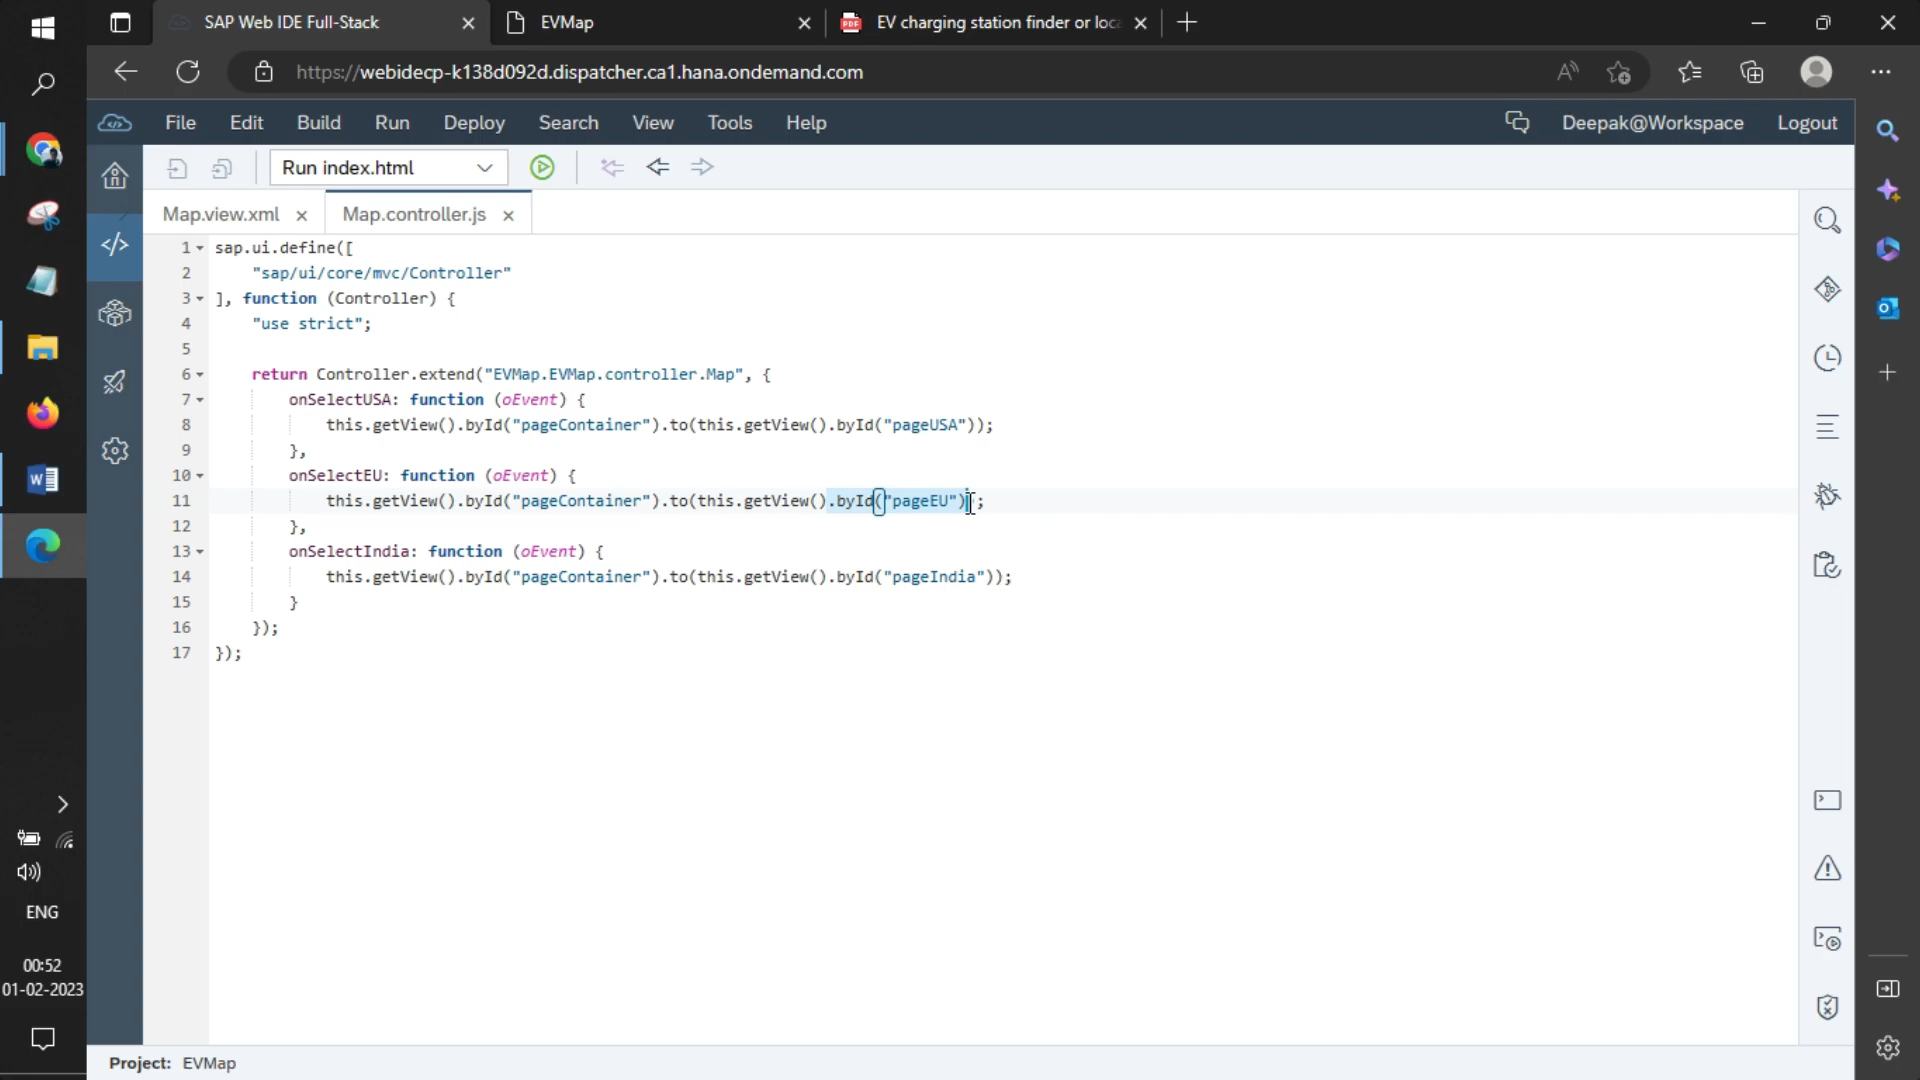 SAP Web IDE Full-Stack
EVMap
EV charging station finder or loc
https://webidecp-k138d092d.dispatcher.ca1.hana.ondemand.com
File Edit Build Run Deploy Search View Tools Help
Deepak@Workspace Logout
Run index.html
Map.view.xml
Map.controller.js
1 sap.ui.define([
2 "sap/ui/core/mvc/Controller"
3 ], function (Controller) {
4 "use strict";
5
6 return Controller.extend("EVMap.EVMap.controller.Map", {
7 onSelectUSA: function (oEvent) {
8 this.getView().byId("pageContainer").to(this.getView().byId("pageUSA"));
9 },
10 onSelectEU: function (oEvent) {
11 this.getView().byId("pageContainer").to(this.getView().byId("pageEU"));
12 },
13 onSelectIndia: function (oEvent) {
14 this.getView().byId("pageContainer").to(this.getView().byId("pageIndia"));
15 }
16 });
17 });
ENG
00:52
01-02-2023
Project: EVMap